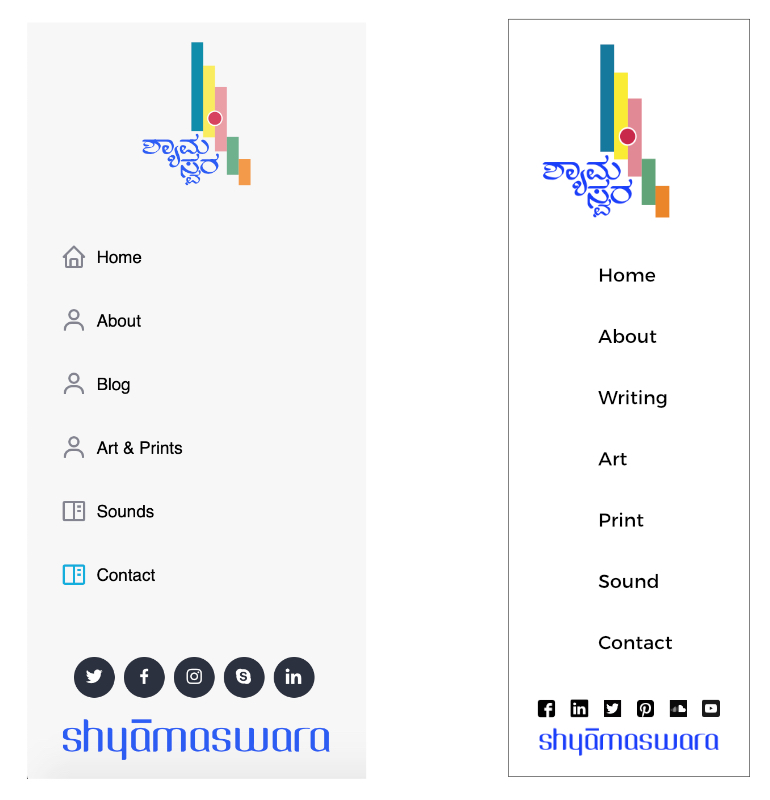 ಶ್ಯಾಮ
ಸ್ವರ
Home
About
Blog
Art & Prints
Sounds
Contact
shyāmaswara
ಶ್ಯಾಮ
ಸ್ವರ
Home
About
Writing
Art
Print
Sound
Contact
shyāmaswara